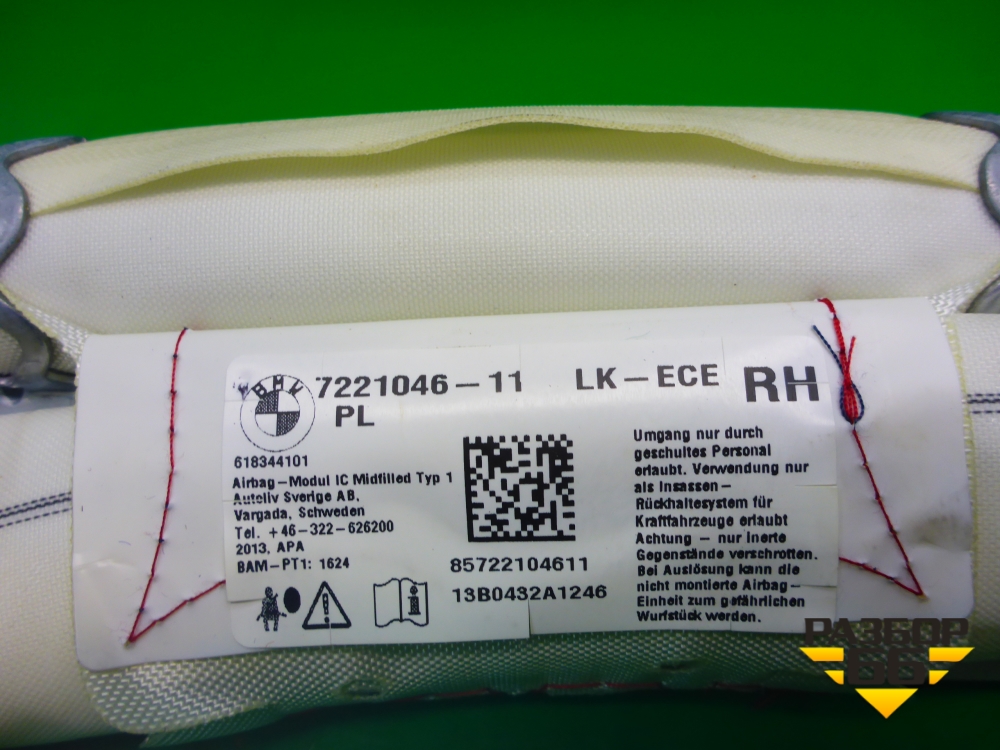 BMW
7221046-11 LK-ECE RH
PL
618344101
Airbag-Modul IC Midfilled Typ 1
Autoliv Sverige AB,
Vargada, Schweden
Tel. +46-322-626200
2013, APA
BAM-PT1: 1624
85722104611
13B0432A1246
Umgang nur durch
geschultes Personal
erlaubt. Verwendung nur
als Insassen-
Rückhaltesystem für
Kraftfahrzeuge erlaubt
Achtung - nur inerte
Gegenstände verschrotten.
Bei Auslösung kann die
nicht montierte Airbag-
Einheit zum gefährlichen
Wurfstück werden.
РАЗБОР
66